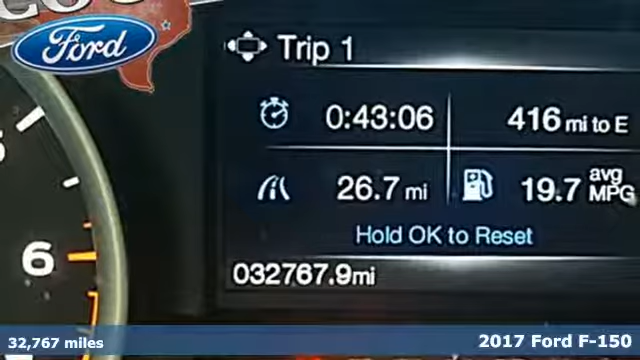 Ford
Trip 1
0:43:06
416 mi to E
26.7 mi
19.7 avg MPG
Hold OK to Reset
032767.9mi
6
32,767 miles
2017 Ford F-150